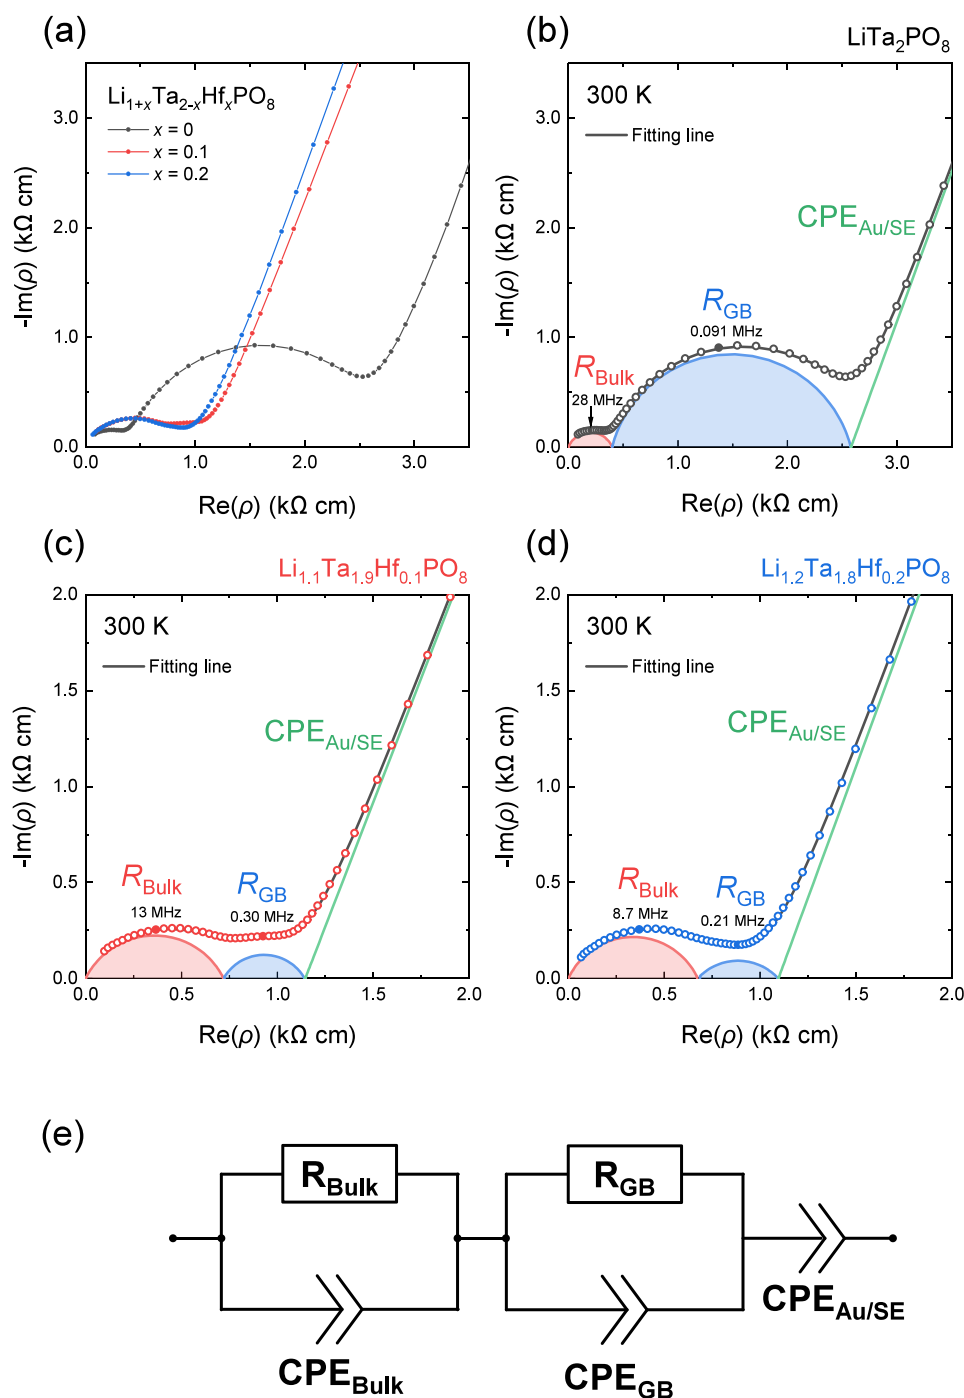 (a)
Li1+xTa2-xHfxPO8
x = 0
x = 0.1
x = 0.2
3.0
2.0
1.0
0.0
0.0 1.0 2.0 3.0
-Im(ρ) (kΩ cm)
Re(ρ) (kΩ cm)
(b)
LiTa2PO8
300 K
Fitting line
CPEAu/SE
RGB
0.091 MHz
RBulk
28 MHz
3.0
2.0
1.0
0.0
0.0 1.0 2.0 3.0
-Im(ρ) (kΩ cm)
Re(ρ) (kΩ cm)
(c)
Li1.1Ta1.9Hf0.1PO8
300 K
Fitting line
CPEAu/SE
RBulk
13 MHz
RGB
0.30 MHz
2.0
1.5
1.0
0.5
0.0
0.0 0.5 1.0 1.5 2.0
-Im(ρ) (kΩ cm)
Re(ρ) (kΩ cm)
(d)
Li1.2Ta1.8Hf0.2PO8
300 K
Fitting line
CPEAu/SE
RBulk
8.7 MHz
RGB
0.21 MHz
2.0
1.5
1.0
0.5
0.0
0.0 0.5 1.0 1.5 2.0
-Im(ρ) (kΩ cm)
Re(ρ) (kΩ cm)
(e)
RBulk
RGB
CPEBulk
CPEGB
CPEAu/SE